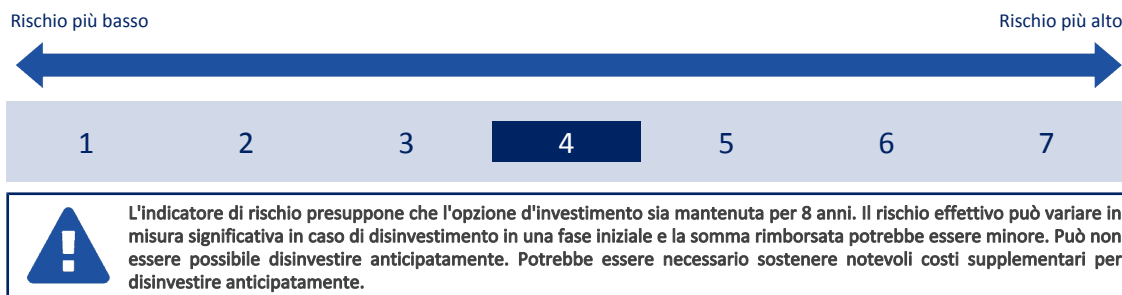 Rischio più basso Rischio più alto
1 2 3 4 5 6 7
L'indicatore di rischio presuppone che l'opzione d'investimento sia mantenuta per 8 anni. Il rischio effettivo può variare in
misura significativa in caso di disinvestimento in una fase iniziale e la somma rimborsata potrebbe essere minore. Può non
essere possibile disinvestire anticipatamente. Potrebbe essere necessario sostenere notevoli costi supplementari per
disinvestire anticipatamente.